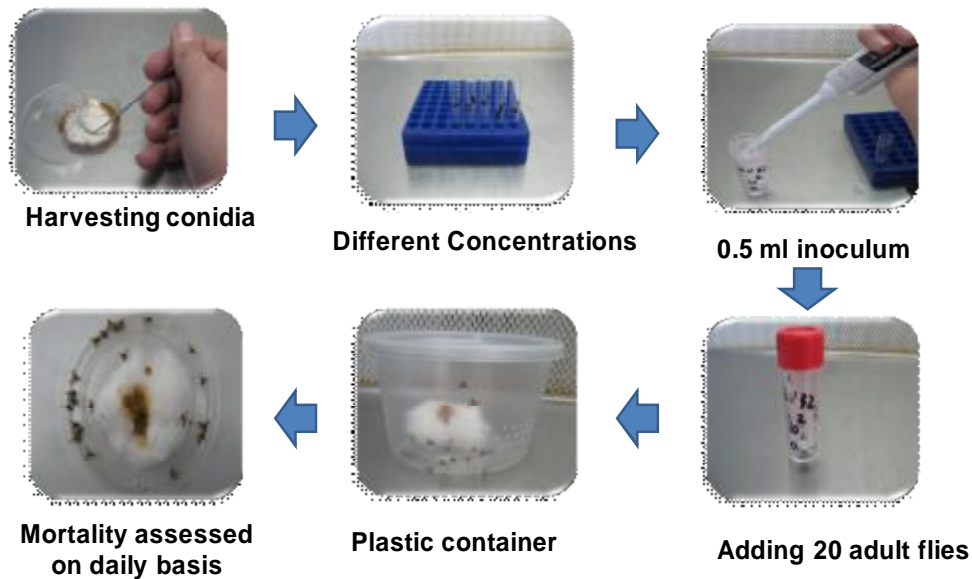 Harvesting conidia
Different Concentrations
0.5 ml inoculum
Adding 20 adult flies
Plastic container
Mortality assessed
on daily basis